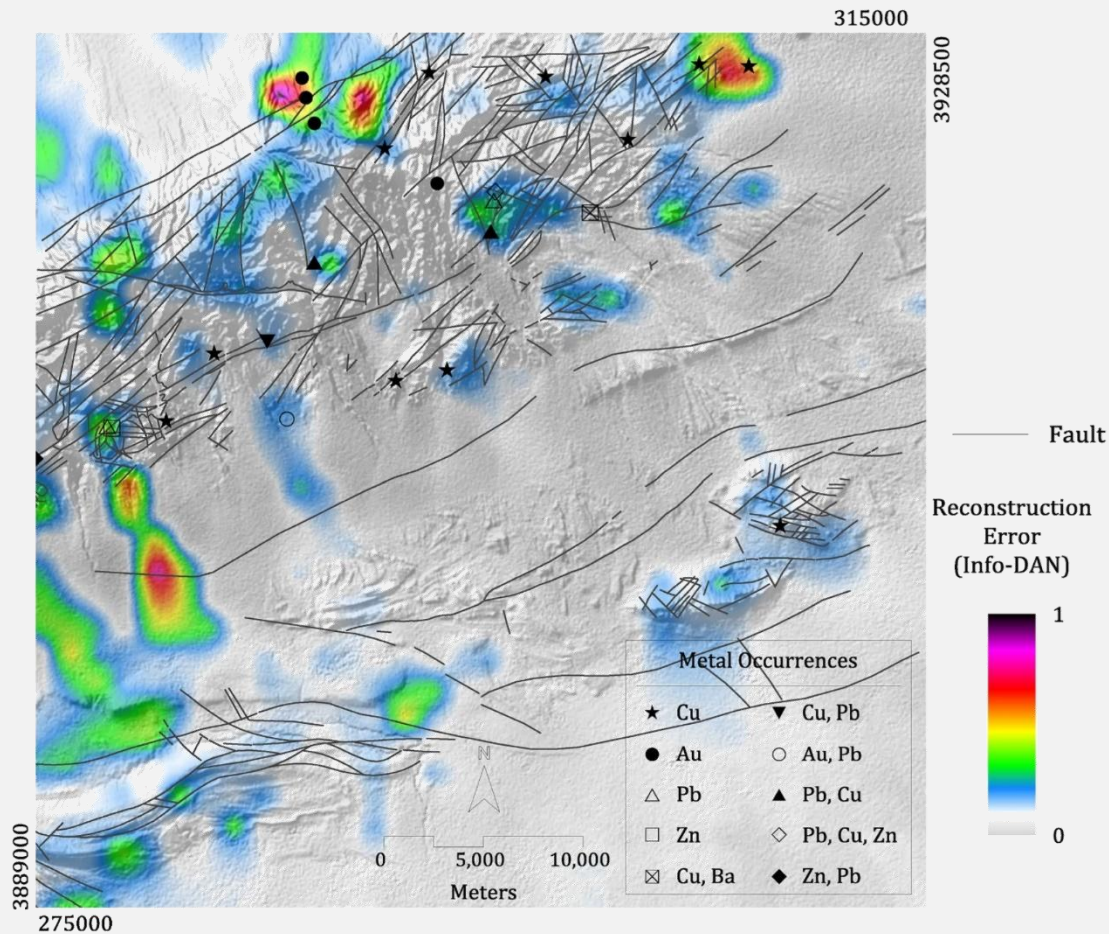 315000
3928500
Fault
Reconstruction
Error
(Info-DAN)
1
0
Metal Occurrences
Cu
Cu, Pb
Au
Au, Pb
Pb
Pb, Cu
Zn
Pb, Cu, Zn
Cu, Ba
Zn, Pb
N
0
5,000
10,000
Meters
3889000
275000